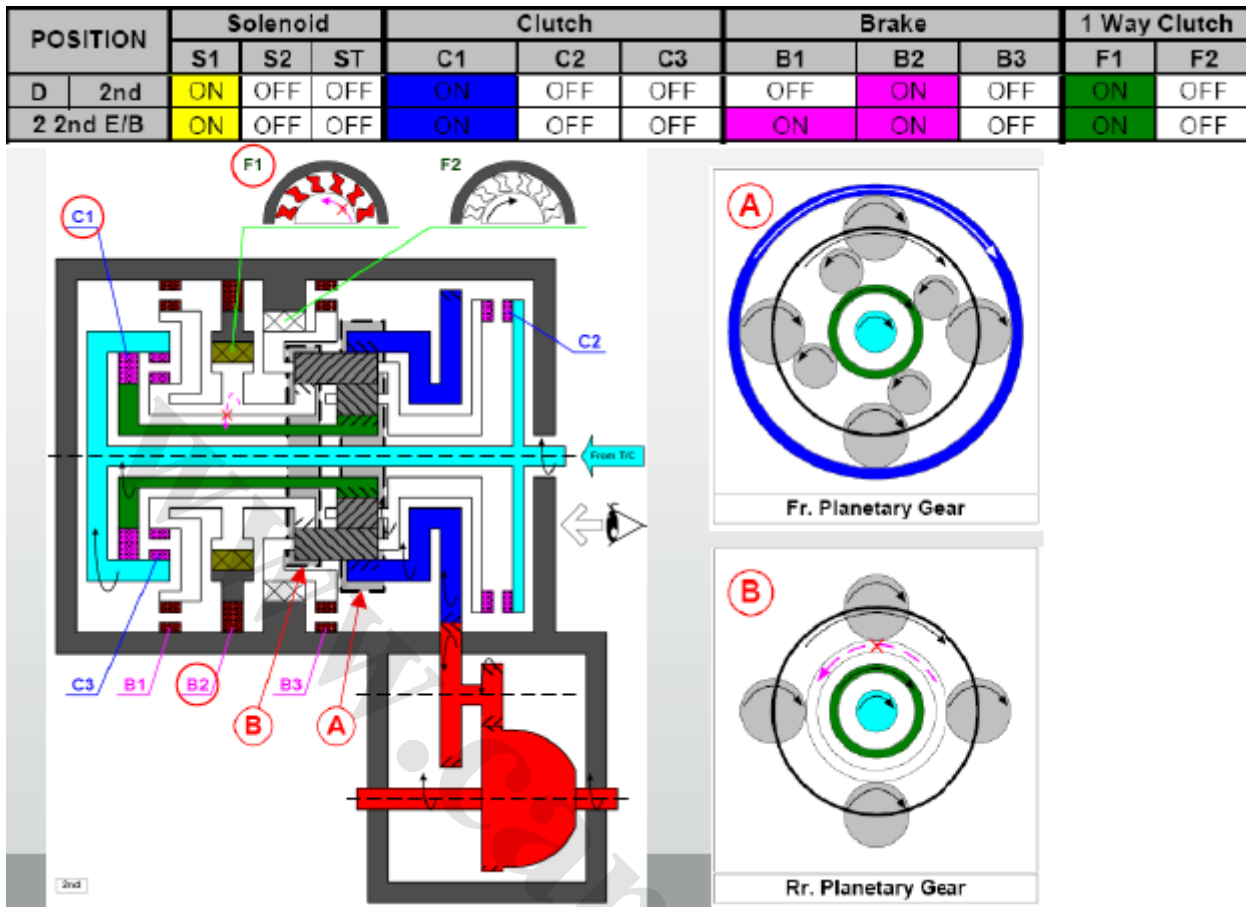 POSITION Solenoid Clutch Brake 1 Way Clutch
S1 S2 ST C1 C2 C3 B1 B2 B3 F1 F2
D 2nd ON OFF OFF ON OFF OFF OFF ON OFF ON OFF
2 2nd E/B ON OFF OFF ON OFF OFF ON ON OFF ON OFF
F1 F2
C1
C2
From T/C
C3 B1 B2 B3
B A
2nd
A
Fr. Planetary Gear
B
Rr. Planetary Gear